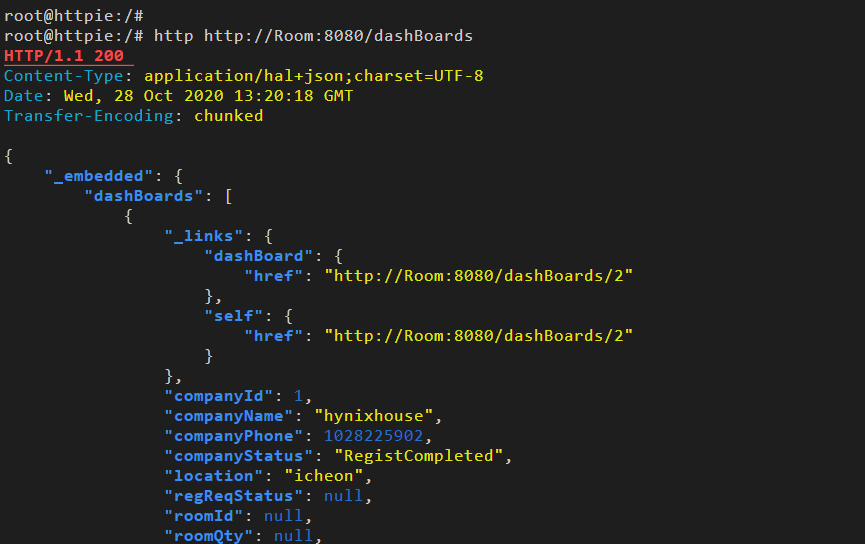 root@httpie:/#
root@httpie:/# http http://Room:8080/dashBoards
HTTP/1.1 200
Content-Type: application/hal+json;charset=UTF-8
Date: Wed, 28 Oct 2020 13:20:18 GMT
Transfer-Encoding: chunked

{
    "_embedded": {
        "dashBoards": [
            {
                "_links": {
                    "dashBoard": {
                        "href": "http://Room:8080/dashBoards/2"
                    },
                    "self": {
                        "href": "http://Room:8080/dashBoards/2"
                    }
                },
                "companyId": 1,
                "companyName": "hynixhouse",
                "companyPhone": 1028225902,
                "companyStatus": "RegistCompleted",
                "location": "icheon",
                "regReqStatus": null,
                "roomId": null,
                "roomQty": null,